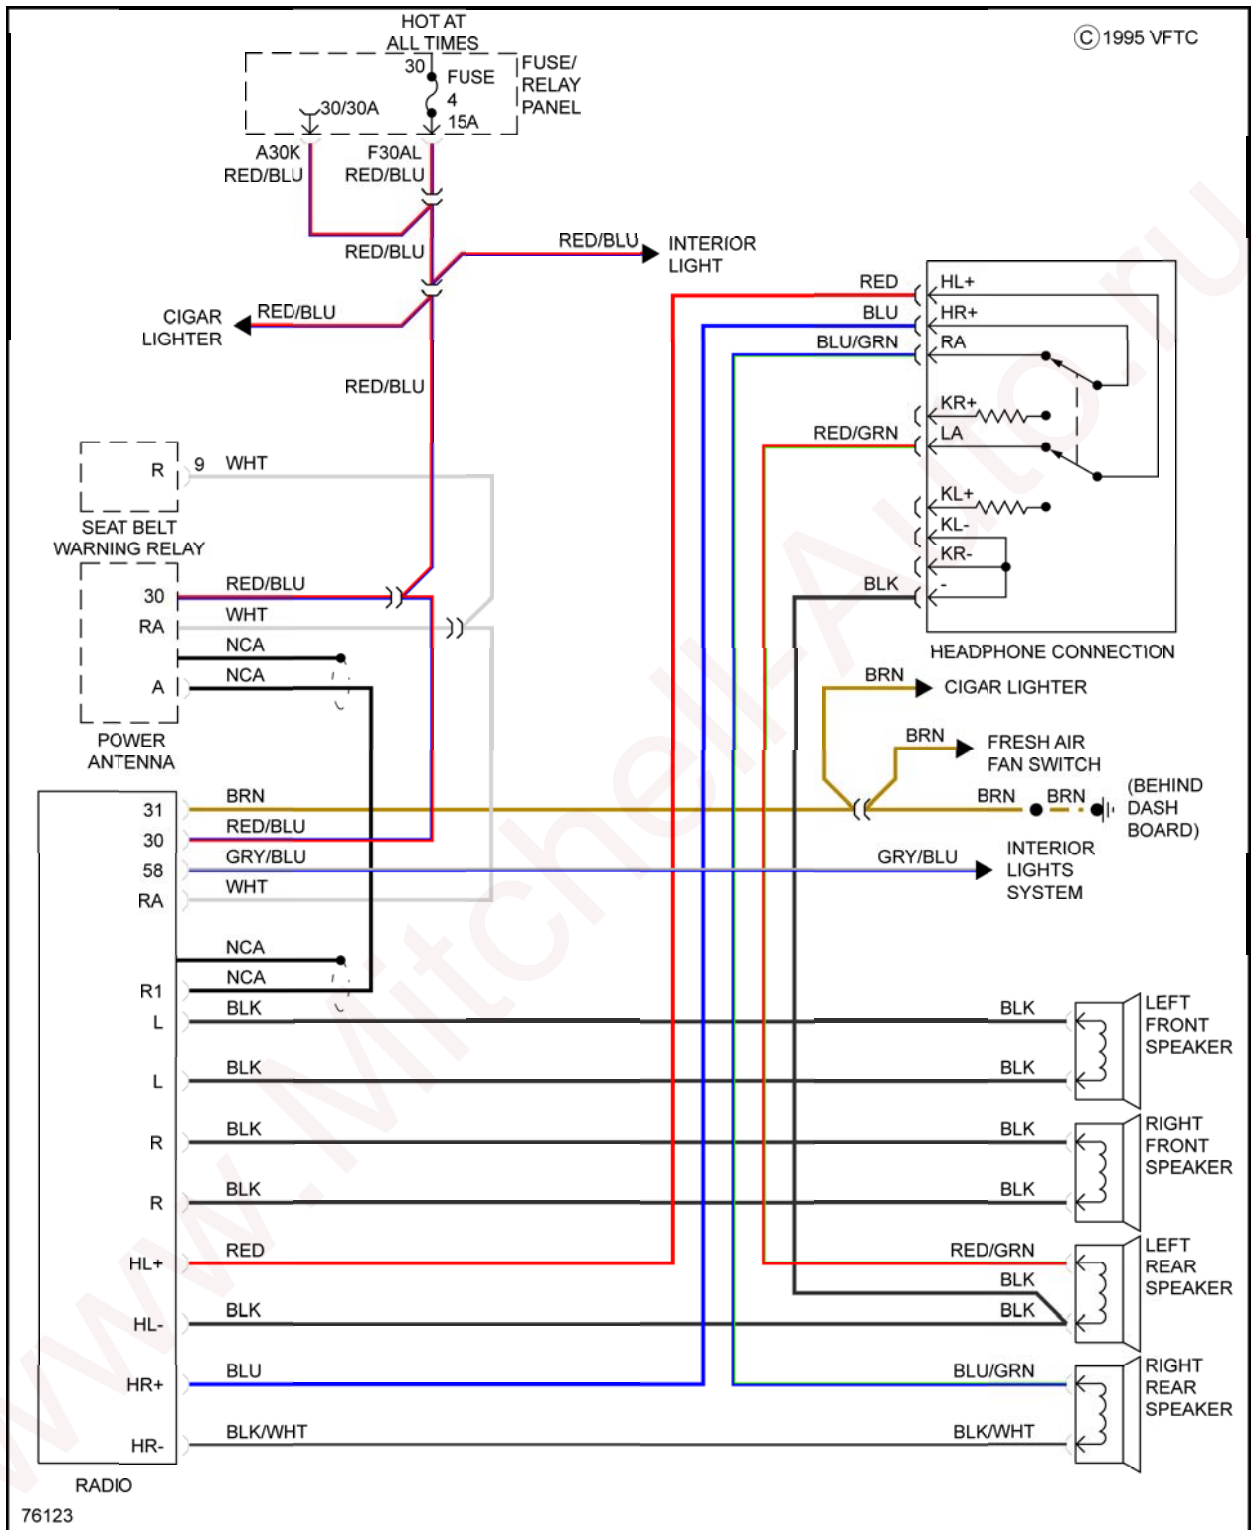 HOT AT
ALL TIMES
© 1995 VFTC
30
FUSE
4
15A
30/30A
FUSE/
RELAY
PANEL
A30K
RED/BLU
F30AL
RED/BLU
RED/BLU
RED/BLU
INTERIOR
LIGHT
CIGAR
LIGHTER
RED/BLU
RED/BLU
RED
HL+
BLU
HR+
BLU/GRN
RA
KR+
RED/GRN
LA
KL+
KL-
KR-
BLK
-
HEADPHONE CONNECTION
R
9
WHT
SEAT BELT
WARNING RELAY
30
RED/BLU
RA
WHT
NCA
A
NCA
POWER
ANTENNA
BRN
CIGAR LIGHTER
BRN
FRESH AIR
FAN SWITCH
31
BRN
BRN
BRN
(BEHIND
DASH
BOARD)
30
RED/BLU
58
GRY/BLU
GRY/BLU
INTERIOR
LIGHTS
SYSTEM
RA
WHT
NCA
R1
NCA
L
BLK
BLK
LEFT
FRONT
SPEAKER
L
BLK
BLK
R
BLK
BLK
RIGHT
FRONT
SPEAKER
R
BLK
BLK
HL+
RED
RED/GRN
LEFT
REAR
SPEAKER
BLK
HL-
BLK
BLK
HR+
BLU
BLU/GRN
RIGHT
REAR
SPEAKER
HR-
BLK/WHT
BLK/WHT
RADIO
76123
www.Mitchell-Auto.ru